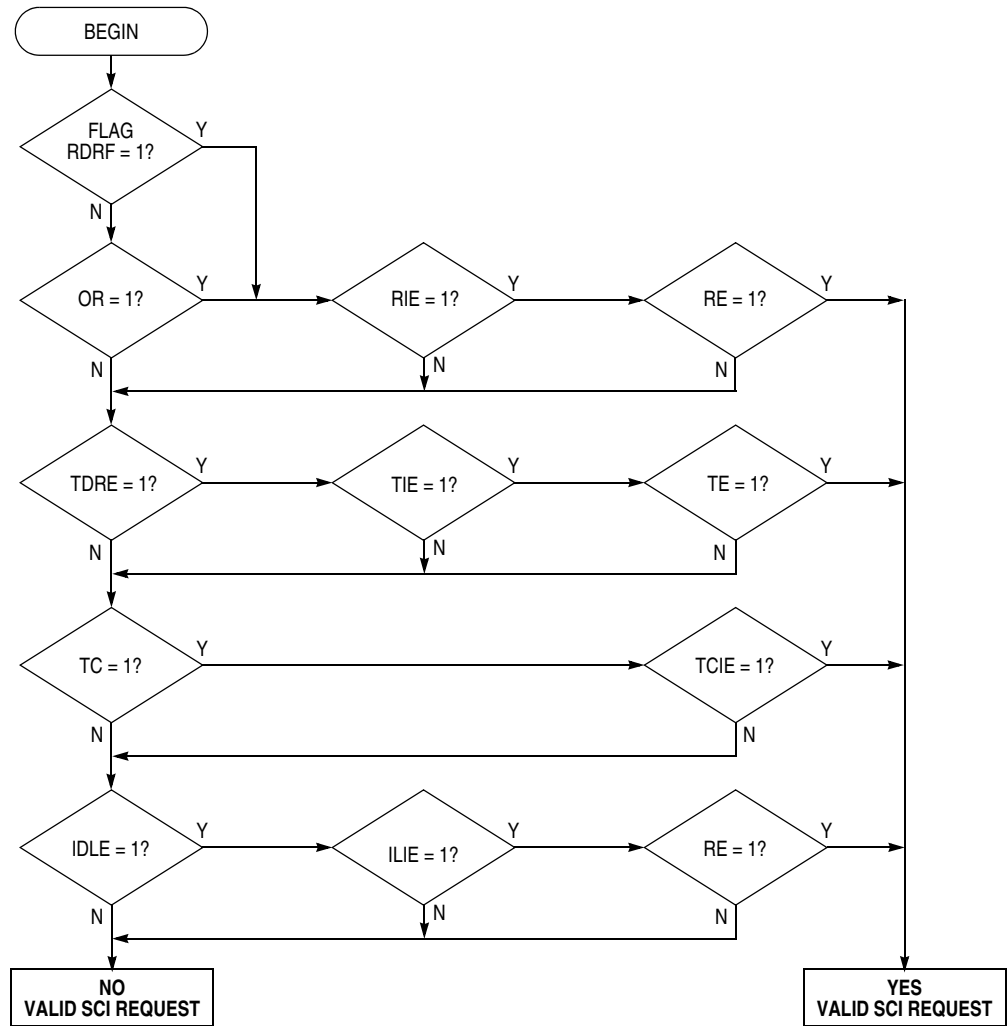 BEGIN
FLAG
RDRF = 1?
Y
N
OR = 1?
Y
N
RIE = 1?
Y
N
RE = 1?
Y
N
TDRE = 1?
Y
N
TIE = 1?
Y
N
TE = 1?
Y
N
TC = 1?
Y
N
TCIE = 1?
Y
N
IDLE = 1?
Y
N
ILIE = 1?
Y
N
RE = 1?
Y
N
NO
VALID SCI REQUEST
YES
VALID SCI REQUEST